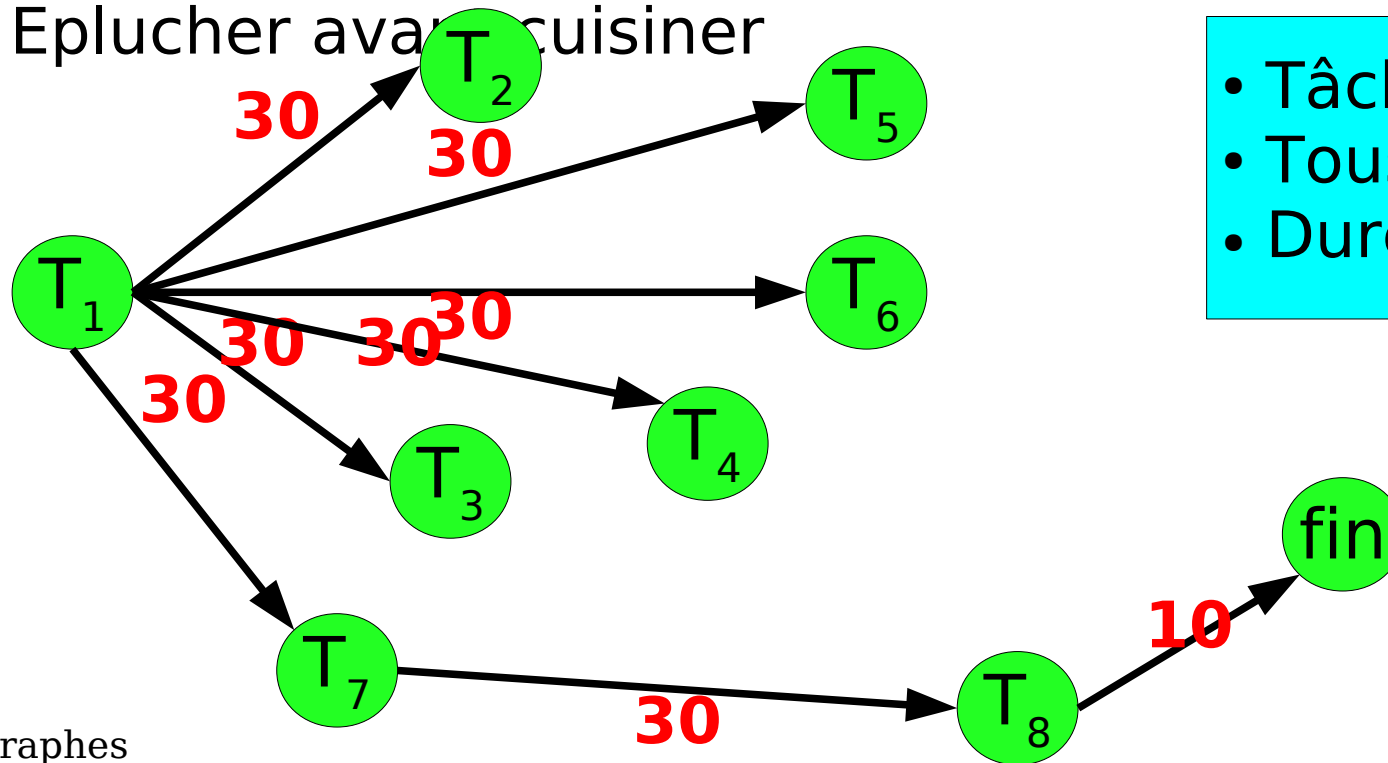 Eplucher ava cuisiner
T2
30
T5
30
• Tâc
• Tou
• Dur
T1
T6
30
30
30
30
T4
T3
fin
10
T7
T8
30
raphes